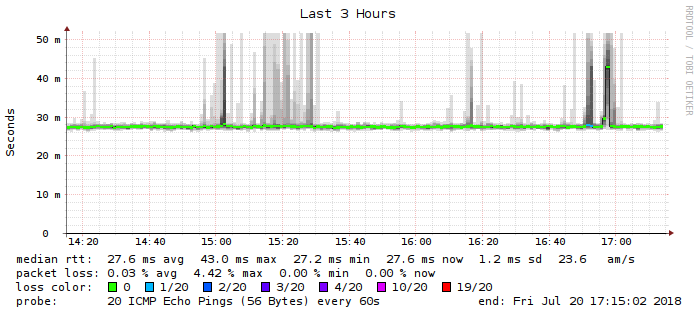 Last 3 Hours
RRDTOOL / TOBI OETIKER
Seconds
50 m
40 m
30 m
20 m
10 m
0
14:20 14:40 15:00 15:20 15:40 16:00 16:20 16:40 17:00
median rtt: 27.6 ms avg 43.0 ms max 27.2 ms min 27.6 ms now 1.2 ms sd 23.6 am/s
packet loss: 0.03 % avg 4.42 % max 0.00 % min 0.00 % now
loss color: 0 1/20 2/20 3/20 4/20 10/20 19/20
probe: 20 ICMP Echo Pings (56 Bytes) every 60s end: Fri Jul 20 17:15:02 2018